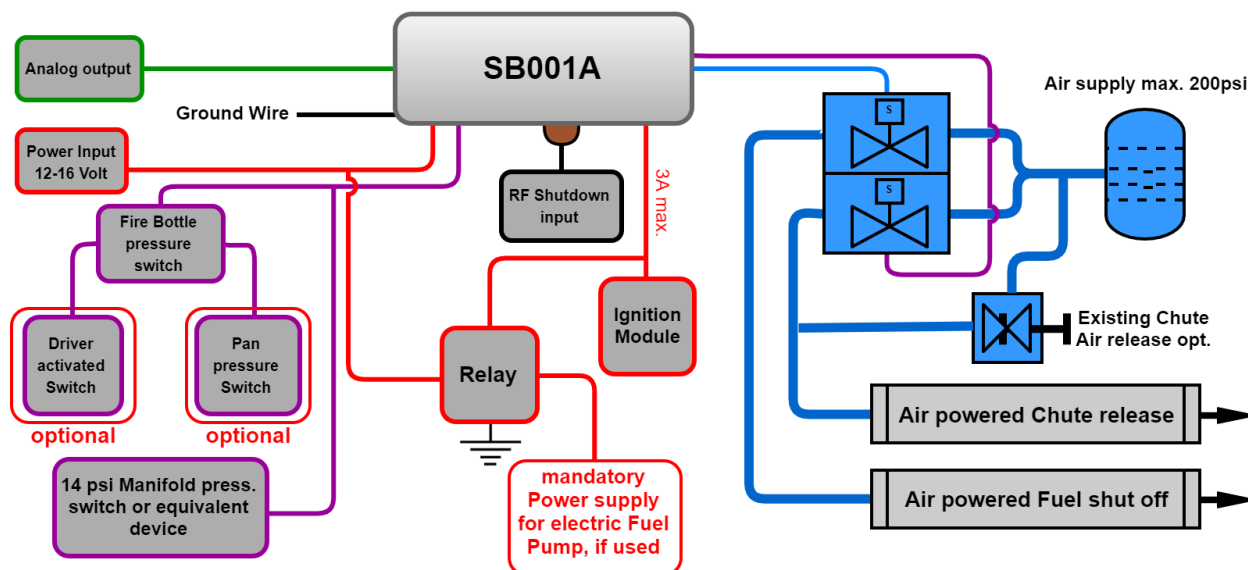 SB001A
Analog output
Ground Wire
Power Input
12-16 Volt
Fire Bottle
pressure
switch
Driver
activated
Switch
optional
Pan
pressure
Switch
optional
14 psi Manifold press.
switch or equivalent
device
RF Shutdown
input
3A max.
Ignition
Module
Relay
mandatory
Power supply
for electric Fuel
Pump, if used
S
S
Air supply max. 200psi
Existing Chute
Air release opt.
Air powered Chute release
Air powered Fuel shut off